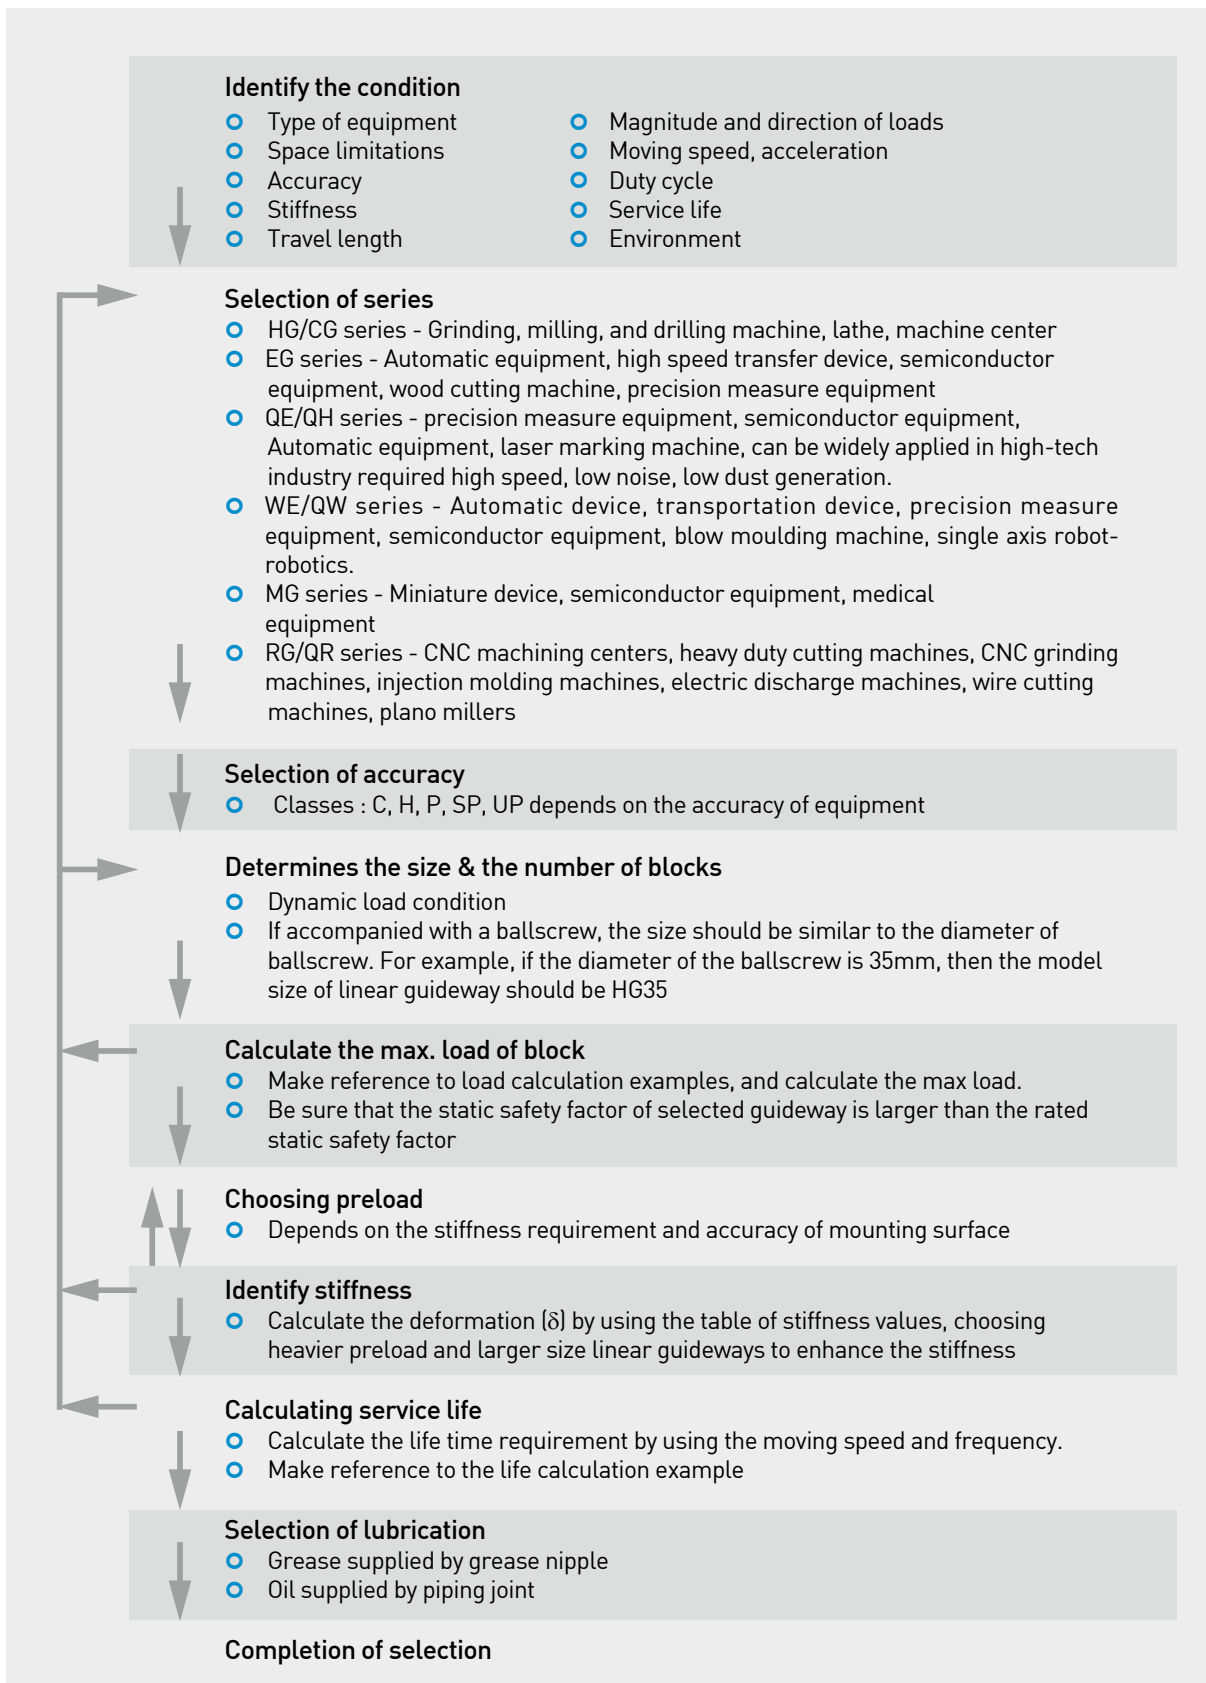 Identify the condition
Type of equipment
Space limitations
Accuracy
Stiffness
Travel length
Magnitude and direction of loads
Moving speed, acceleration
Duty cycle
Service life
Environment
Selection of series
HG/CG series - Grinding, milling, and drilling machine, lathe, machine center
EG series - Automatic equipment, high speed transfer device, semiconductor
equipment, wood cutting machine, precision measure equipment
QE/QH series - precision measure equipment, semiconductor equipment,
Automatic equipment, laser marking machine, can be widely applied in high-tech
industry required high speed, low noise, low dust generation.
WE/QW series - Automatic device, transportation device, precision measure
equipment, semiconductor equipment, blow moulding machine, single axis robot-
robotics.
MG series - Miniature device, semiconductor equipment, medical
equipment
RG/QR series - CNC machining centers, heavy duty cutting machines, CNC grinding
machines, injection molding machines, electric discharge machines, wire cutting
machines, plano millers
Selection of accuracy
Classes : C, H, P, SP, UP depends on the accuracy of equipment
Determines the size & the number of blocks
Dynamic load condition
If accompanied with a ballscrew, the size should be similar to the diameter of
ballscrew. For example, if the diameter of the ballscrew is 35mm, then the model
size of linear guideway should be HG35
Calculate the max. load of block
Make reference to load calculation examples, and calculate the max load.
Be sure that the static safety factor of selected guideway is larger than the rated
static safety factor
Choosing preload
Depends on the stiffness requirement and accuracy of mounting surface
Identify stiffness
Calculate the deformation (δ) by using the table of stiffness values, choosing
heavier preload and larger size linear guideways to enhance the stiffness
Calculating service life
Calculate the life time requirement by using the moving speed and frequency.
Make reference to the life calculation example
Selection of lubrication
Grease supplied by grease nipple
Oil supplied by piping joint
Completion of selection